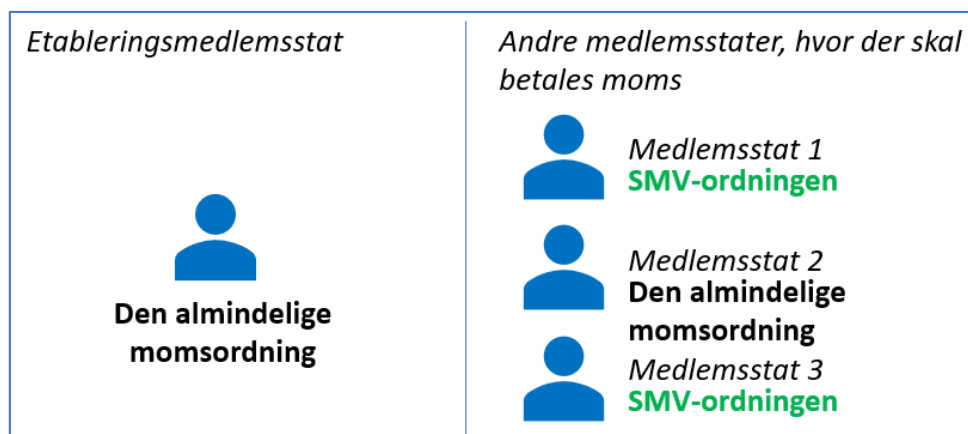 Etableringsmedlemsstat
Den almindelige
momsordning
Andre medlemsstater, hvor der skal
betales moms
Medlemsstat 1
SMV-ordningen
Medlemsstat 2
Den almindelige
momsordning
Medlemsstat 3
SMV-ordningen